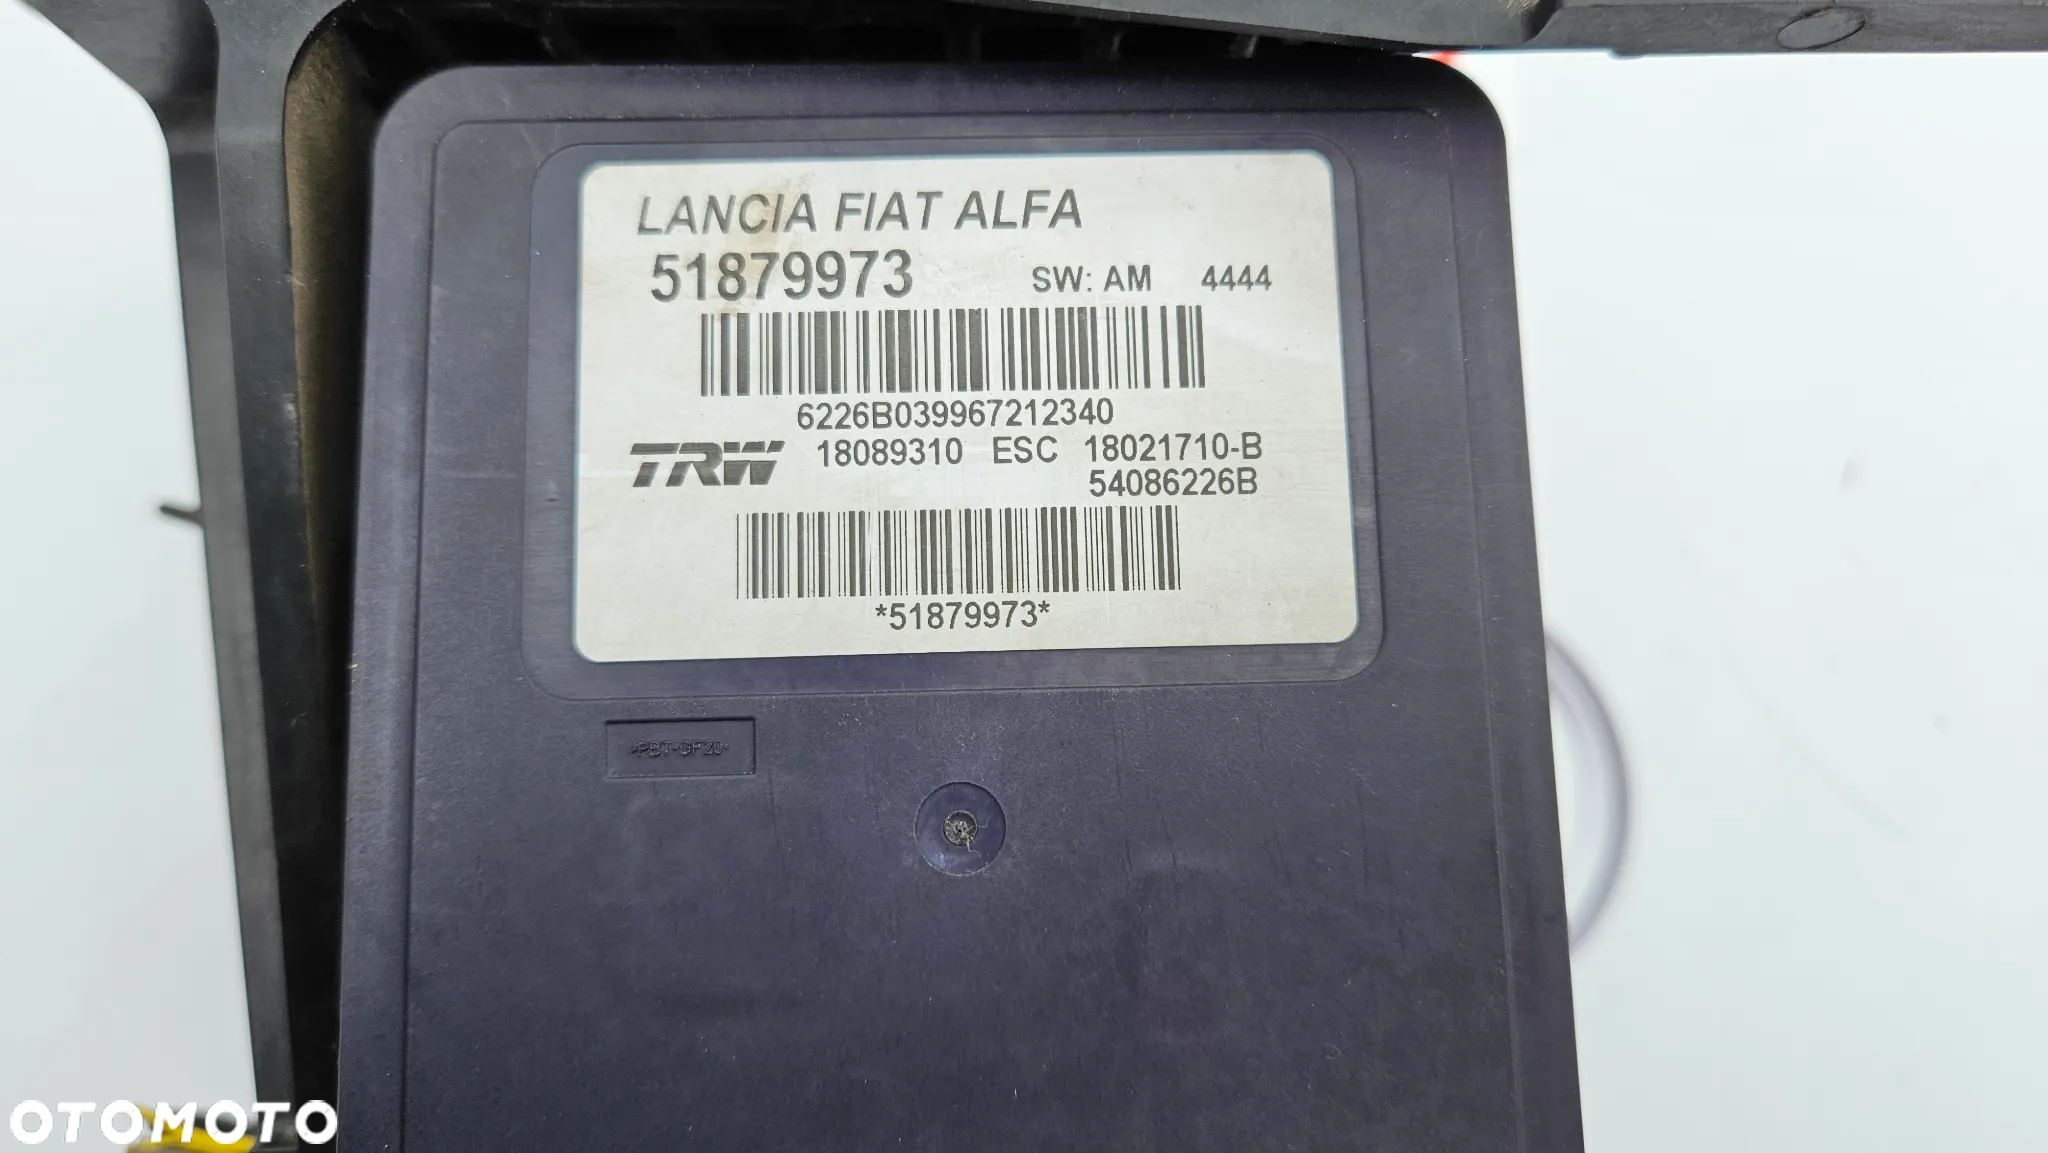 LANCIA FIAT ALFA
51879973 SW: AM 4444
6226B039967212340
TRW 18089310 ESC 18021710-B
54086226B
*51879973*
>PBT-GF20<
OTOMOTO